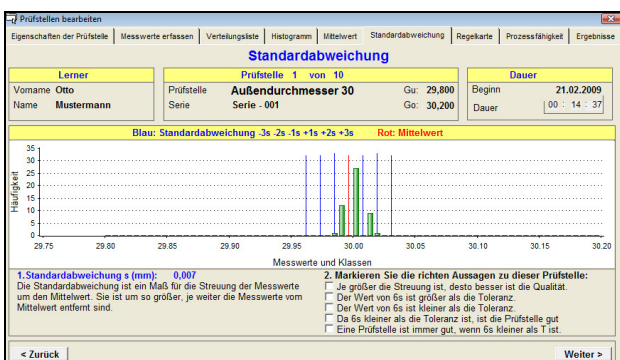 Prüfstellen bearbeiten
Eigenschaften der Prüfstelle Messwerte erfassen Verteilungsliste Histogramm Mittelwert Standardabweichung Regelkarte Prozessfähigkeit Ergebnisse
Standardabweichung
Lerner
Vorname Otto
Name Mustermann
Prüfstelle 1 von 10
Prüfstelle Außendurchmesser 30 Gu: 29,800
Serie Serie - 001 Go: 30,200
Dauer
Beginn 21.02.2009
Dauer 00 : 14 : 37
Blau: Standardabweichung -3s -2s -1s +1s +2s +3s Rot: Mittelwert
Häufigkeit
35
30
25
20
15
10
5
0
29.75 29.80 29.85 29.90 29.95 30.00 30.05 30.10 30.15 30.20
Messwerte und Klassen
1.Standardabweichung s (mm): 0,007
Die Standardabweichung ist ein Maß für die Streuung der Messwerte
um den Mittelwert. Sie ist um so größer, je weiter die Messwerte vom
Mittelwert entfernt sind.
2. Markieren Sie die richten Aussagen zu dieser Prüfstelle:
Je größer die Streuung ist, desto besser ist die Qualität.
Der Wert von 6s ist größer als die Toleranz.
Der Wert von 6s ist kleiner als die Toleranz.
Da 6s kleiner als die Toleranz ist, ist die Prüfstelle gut
Eine Prüfstelle ist immer gut, wenn 6s kleiner als T ist.
< Zurück
Weiter >